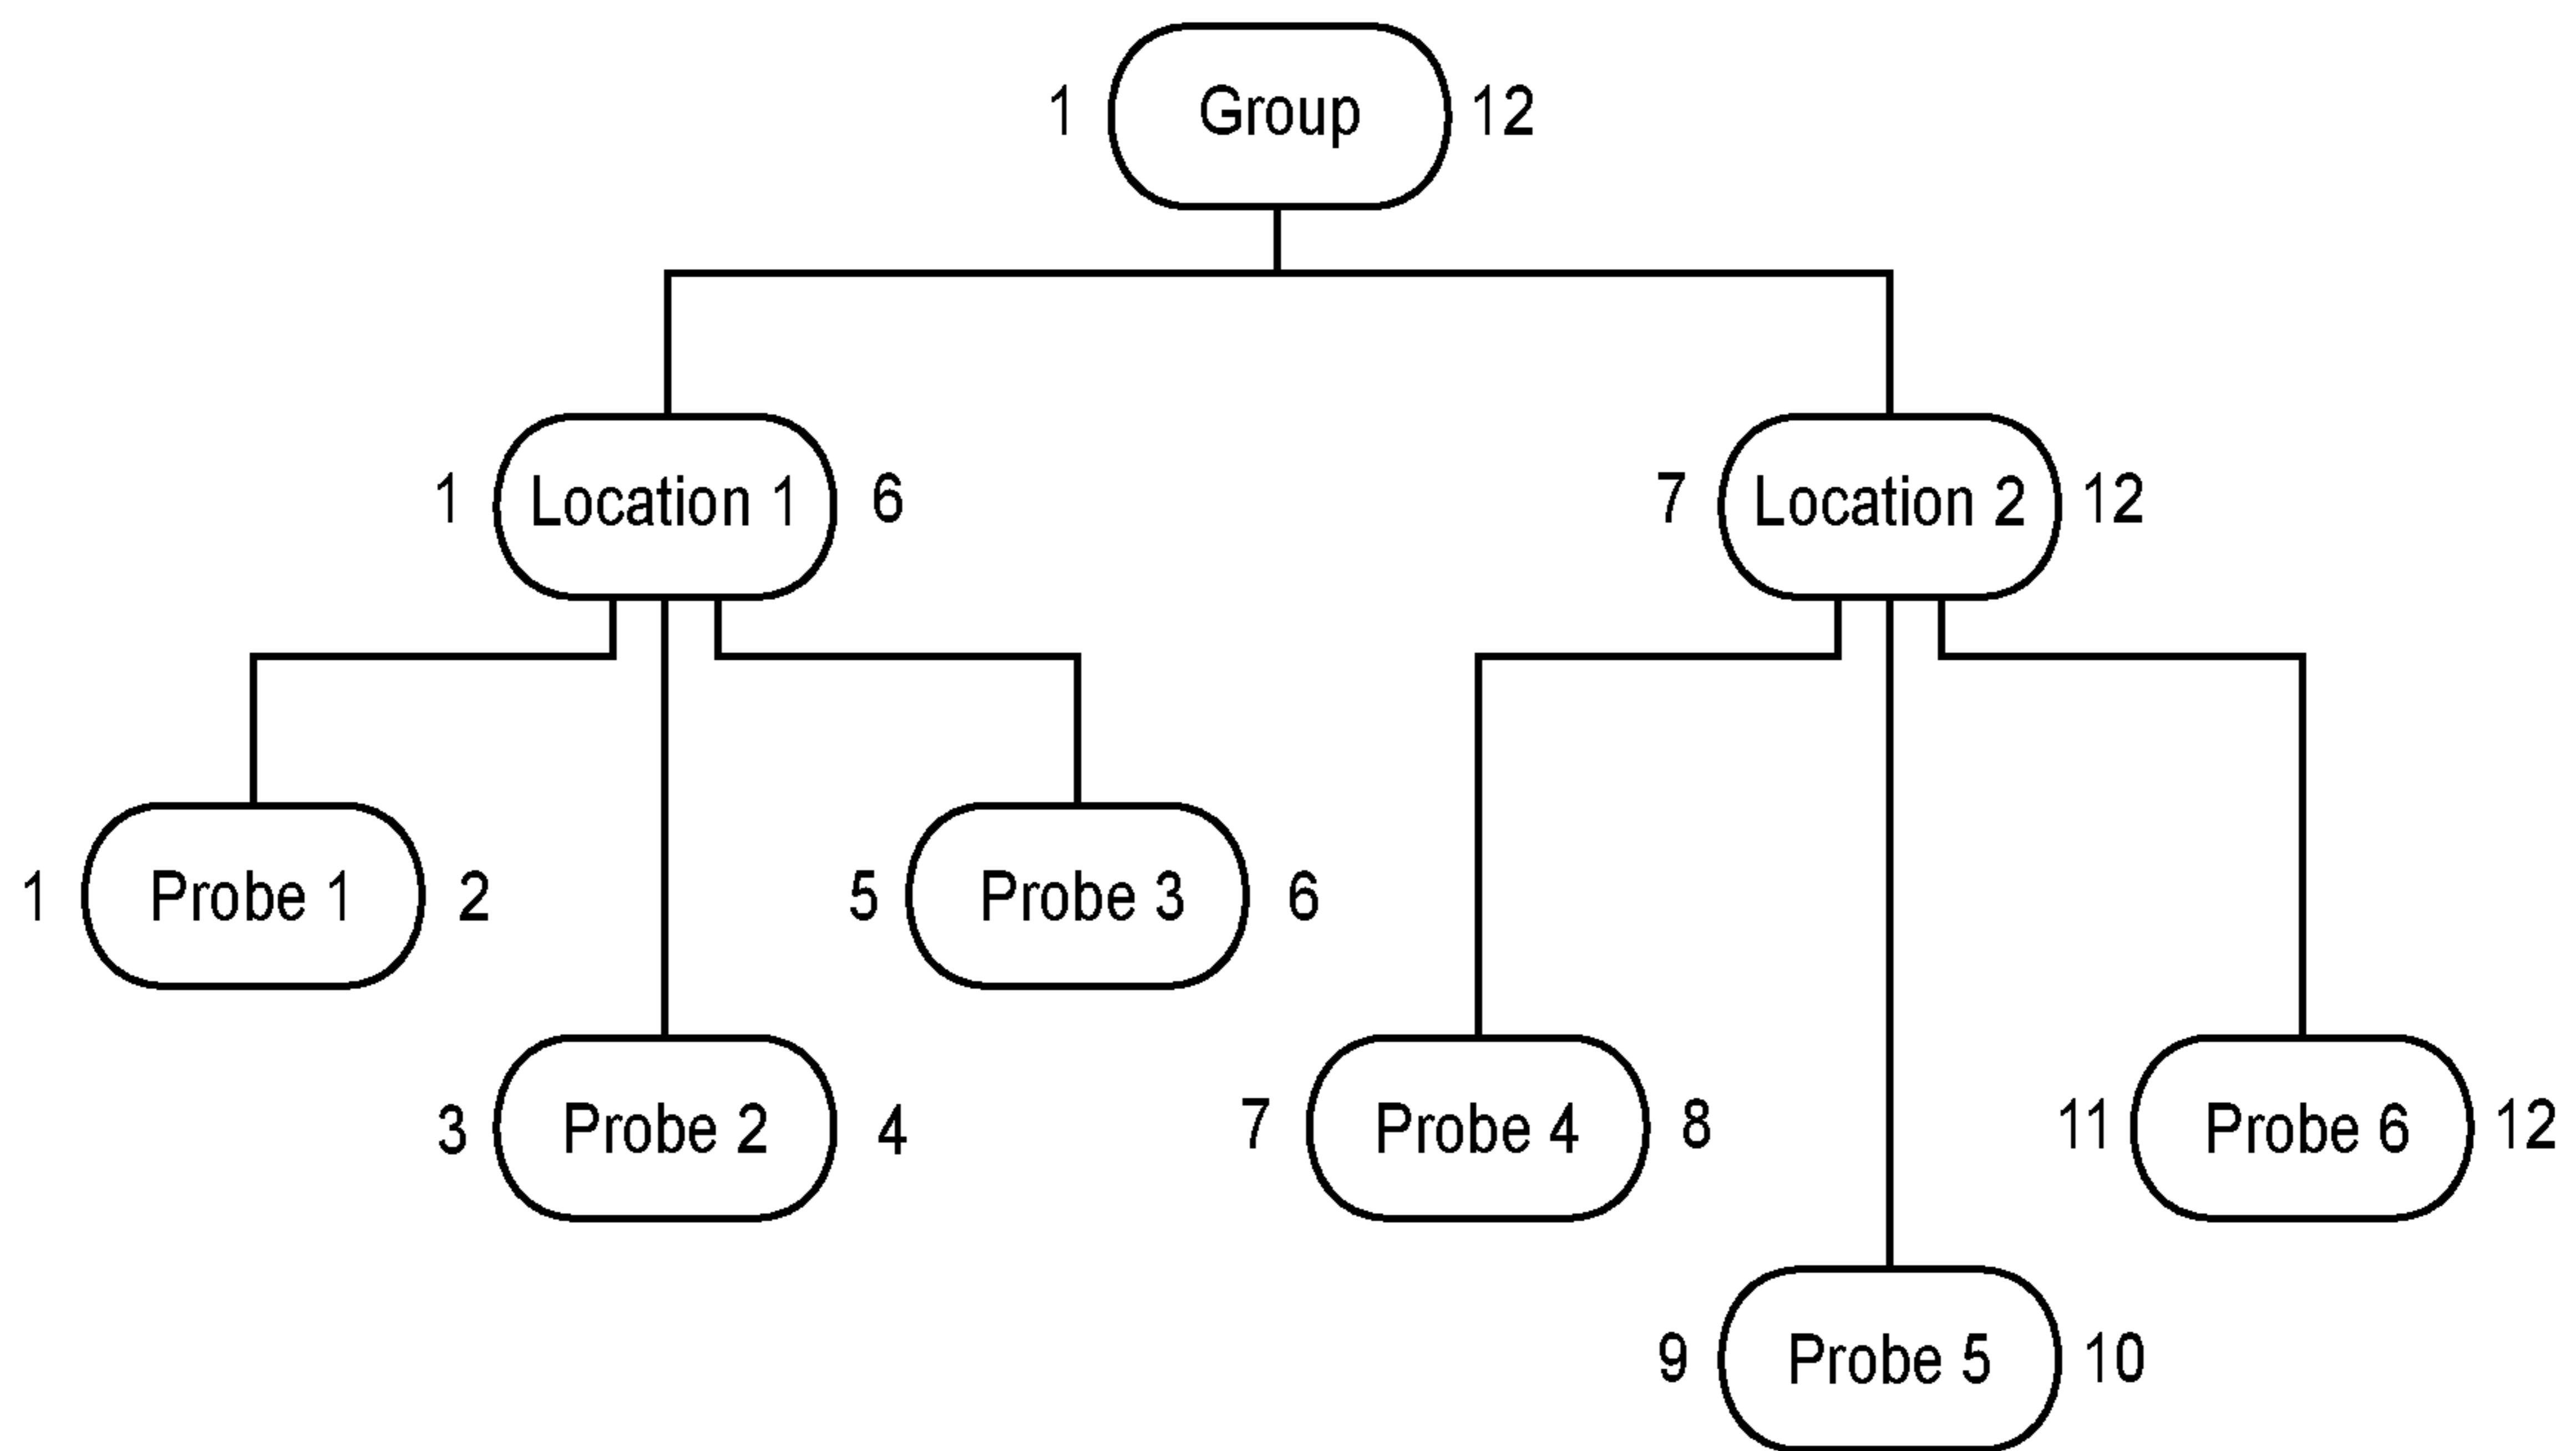 1 Group 12
1 Location 1 6
7 Location 2 12
1 Probe 1 2
5 Probe 3 6
3 Probe 2 4
7 Probe 4 8
11 Probe 6 12
9 Probe 5 10